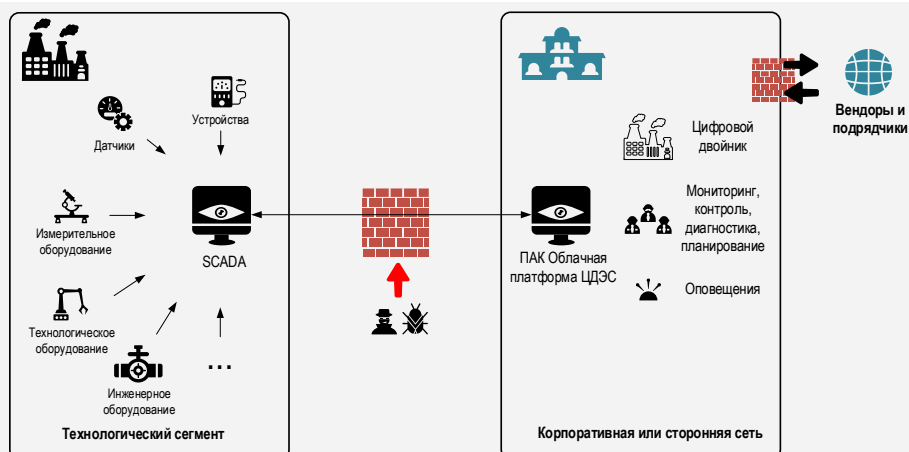 Устройства
Датчики
Измерительное
оборудование
SCADA
Технологическое
оборудование
...
Инженерное
оборудование
Технологический сегмент
Вендоры и
подрядчики
Цифровой
двойник
Мониторинг,
контроль,
диагностика,
планирование
ПАК Облачная
платформа ЦДЭС
Оповещения
Корпоративная или сторонняя сеть